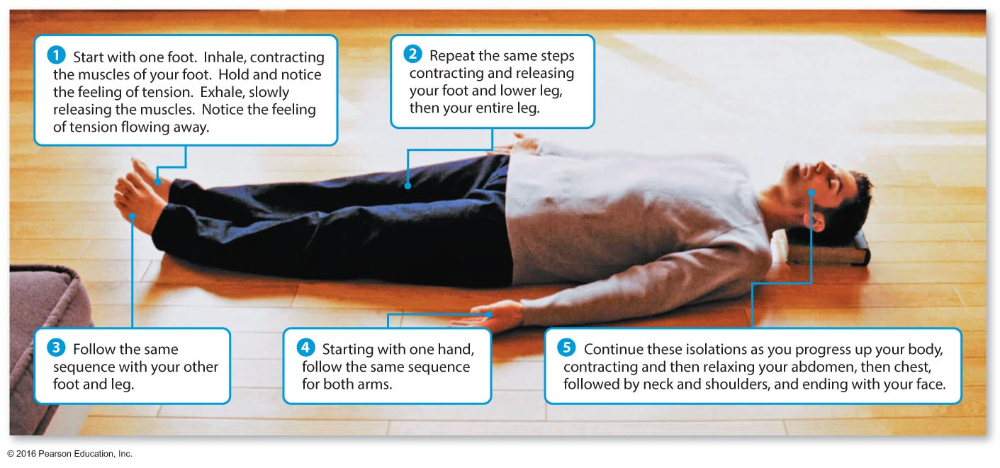 1 Start with one foot. Inhale, contracting
the muscles of your foot. Hold and notice
the feeling of tension. Exhale, slowly
releasing the muscles. Notice the feeling
of tension flowing away.
2 Repeat the same steps
contracting and releasing
your foot and lower leg,
then your entire leg.
3 Follow the same
sequence with your other
foot and leg.
4 Starting with one hand,
follow the same sequence
for both arms.
5 Continue these isolations as you progress up your body,
contracting and then relaxing your abdomen, then chest,
followed by neck and shoulders, and ending with your face.
© 2016 Pearson Education, Inc.